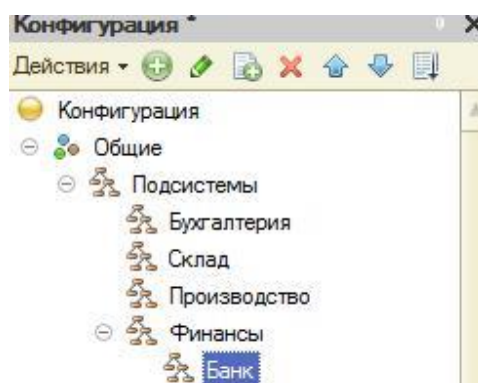 Конфигурация *
Действия
Конфигурация
Общие
Подсистемы
Бухгалтерия
Склад
Производство
Финансы
Банк